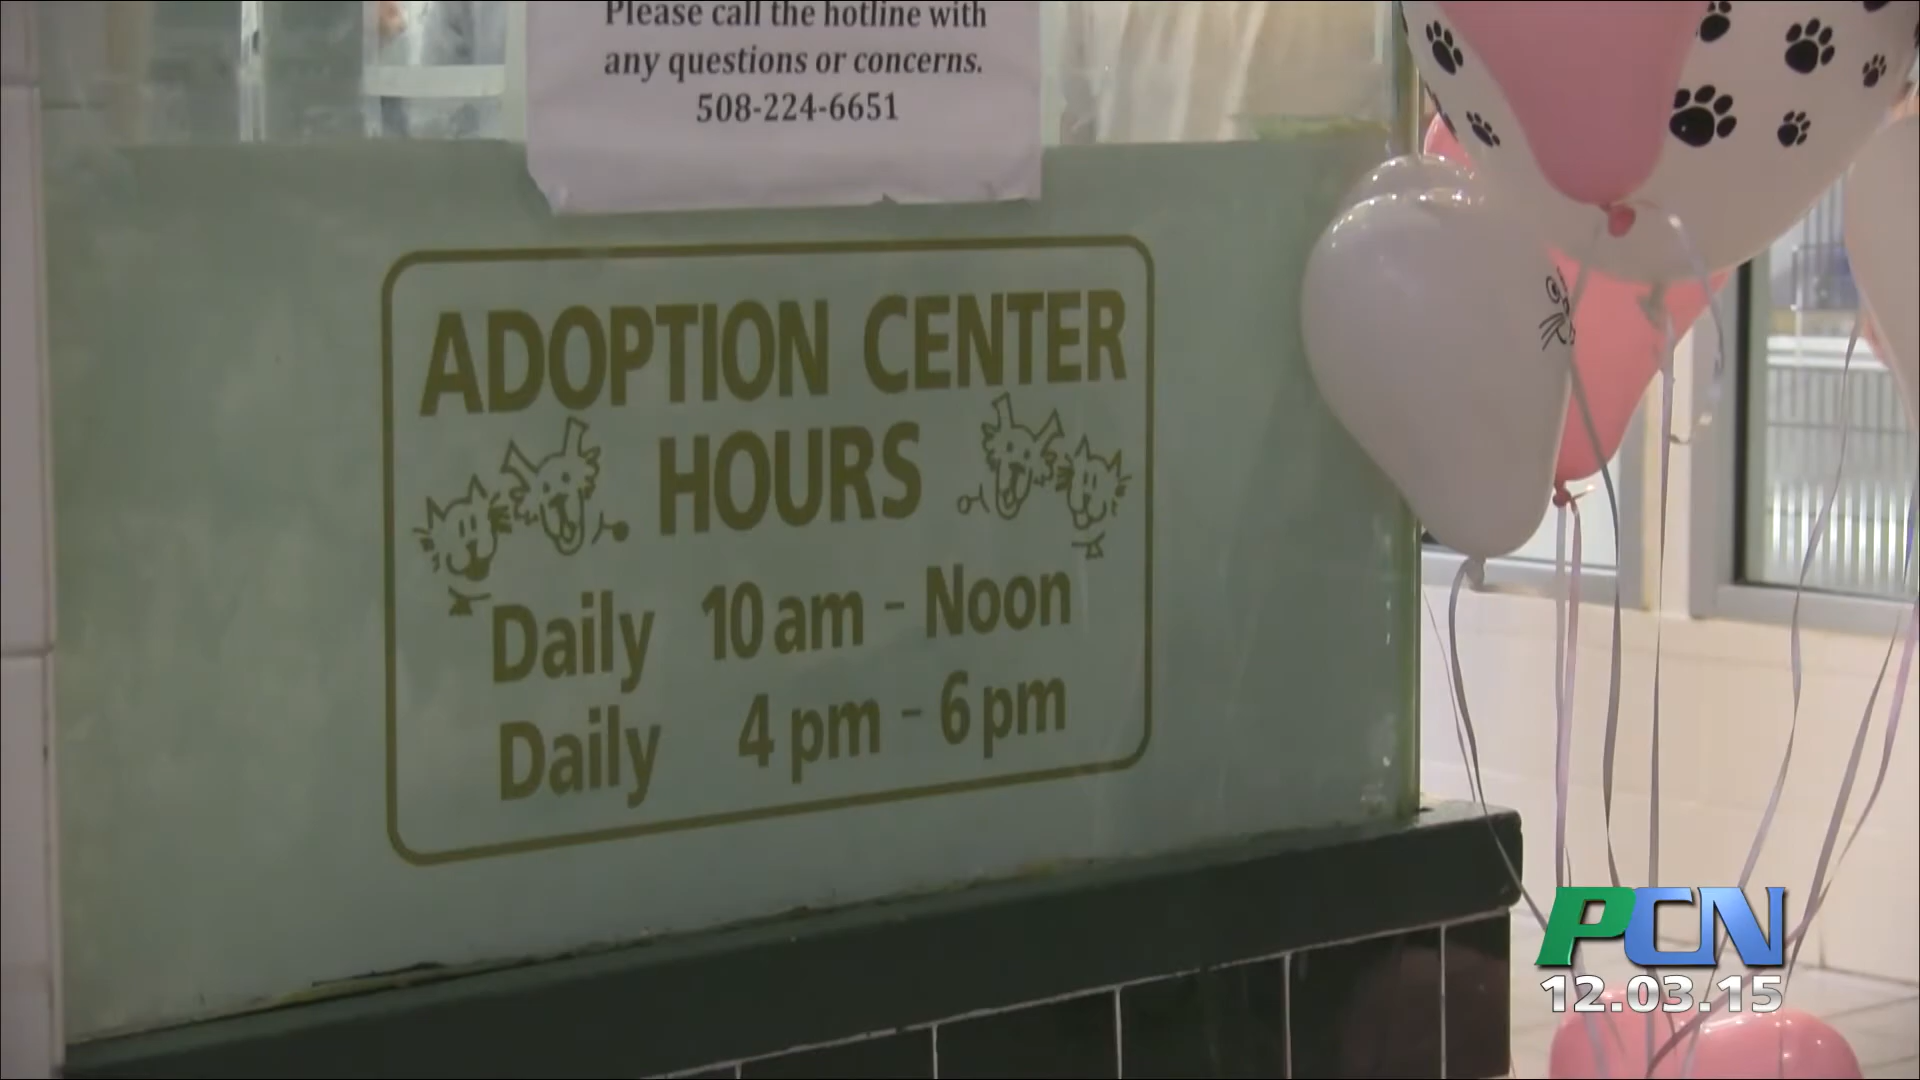 Please call the hotline with
any questions or concerns.
508-224-6651
ADOPTION CENTER
HOURS
Daily 10 am - Noon
Daily 4 pm - 6 pm
PCN
12.03.15